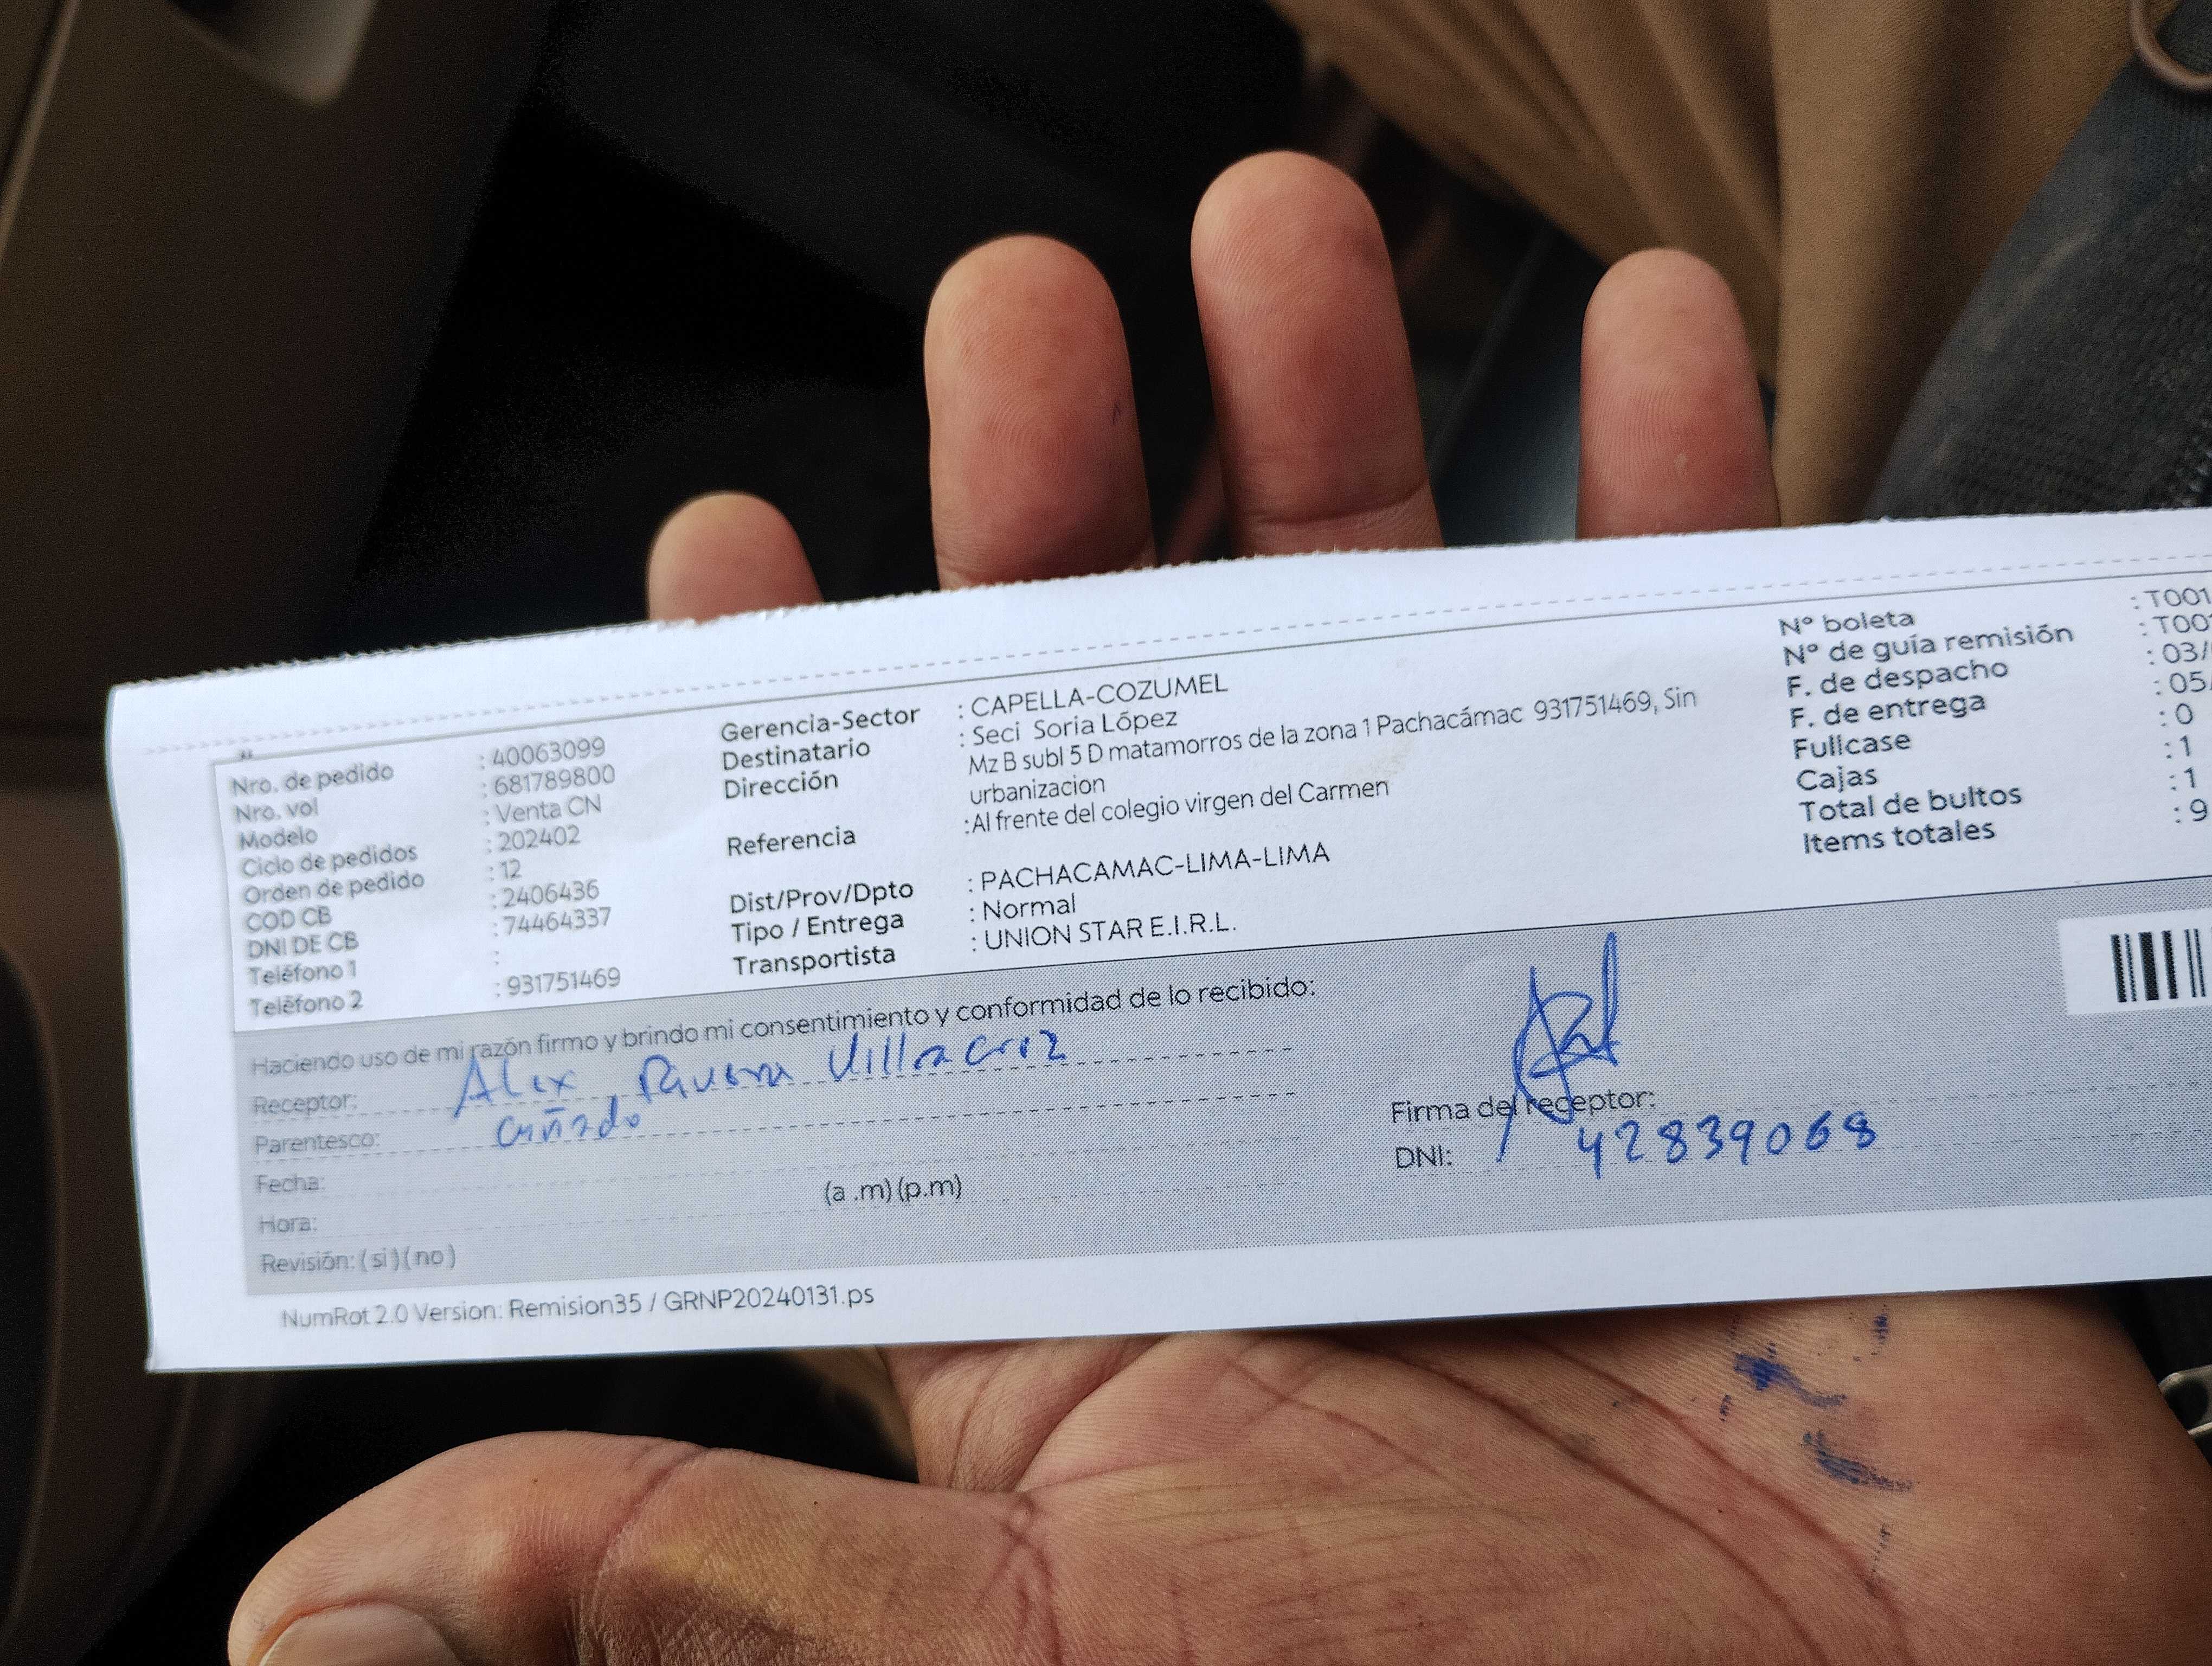 Nro. de pedido : 40063099
Nro. vol : 681789800
Modelo : Venta CN
Ciclo de pedidos : 202402
Orden de pedido : 12
COD CB : 2406436
DNI DE CB : 74464337
Teléfono 1 :
Teléfono 2 : 931751469
Gerencia-Sector : CAPELLA-COZUMEL
Destinatario : Seci Soria López
Dirección Mz B subl 5 D matamorros de la zona 1 Pachacámac 931751469, Sin
urbanizacion
Referencia :Al frente del colegio virgen del Carmen
Dist/Prov/Dpto : PACHACAMAC-LIMA-LIMA
Tipo / Entrega : Normal
Transportista : UNION STAR E.I.R.L.
N° boleta : T001
N° de guía remisión : T001
F. de despacho : 03/
F. de entrega : 05
Fullcase : 0
Cajas : 1
Total de bultos : 1
Items totales : 9
Haciendo uso de mi razón firmo y brindo mi consentimiento y conformidad de lo recibido:
Receptor: Alex Villacriz
Parentesco: Cuñado
Fecha:
Hora: (a .m) (p.m)
Revisión: ( si ) ( no )
Firma del receptor:
DNI: 42839068
NumRot 2.0 Version: Remision35 / GRNP20240131.ps